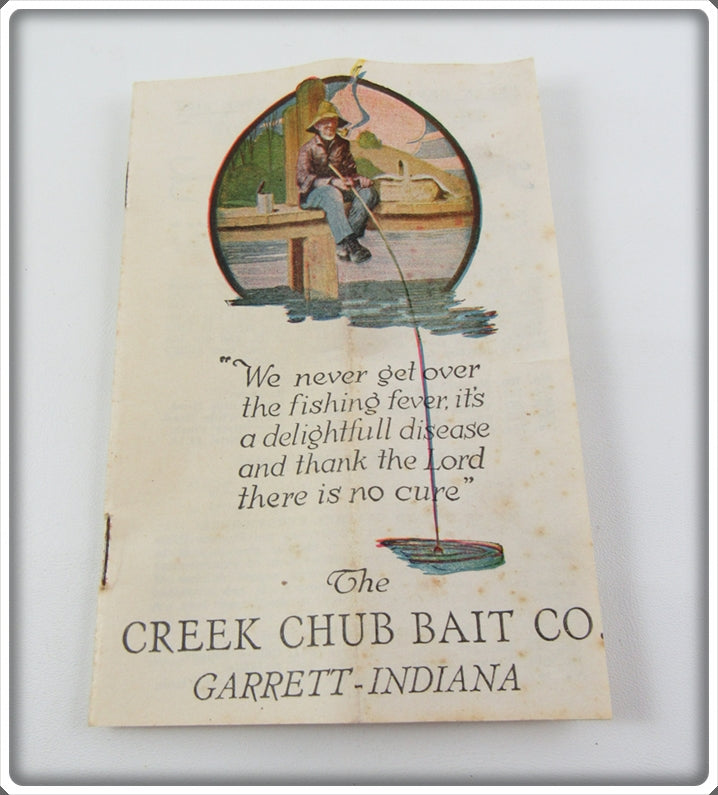 "We never get over
the fishing fever, it's
a delightfull disease
and thank the Lord
there is no cure"
The
CREEK CHUB BAIT CO.
GARRETT-INDIANA